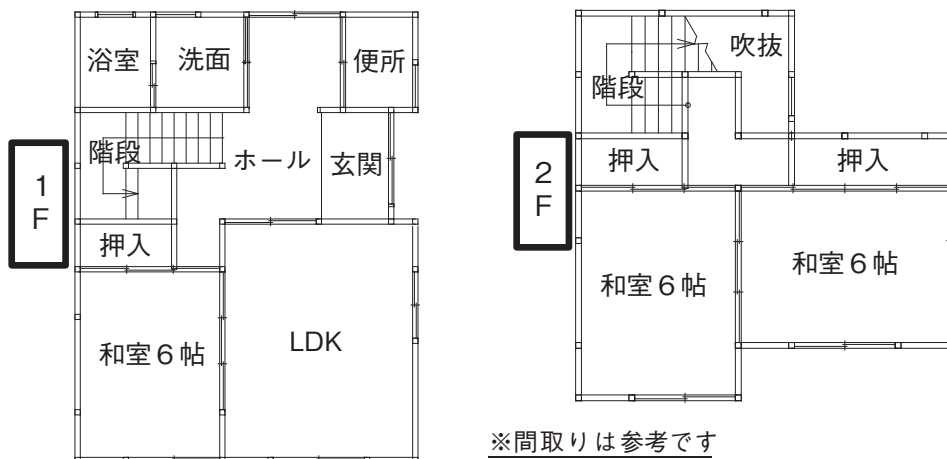 1F
浴室
洗面
便所
階段
ホール
玄関
押入
和室6帖
LDK
2F
吹抜
階段
押入
押入
和室6帖
和室6帖
※間取りは参考です